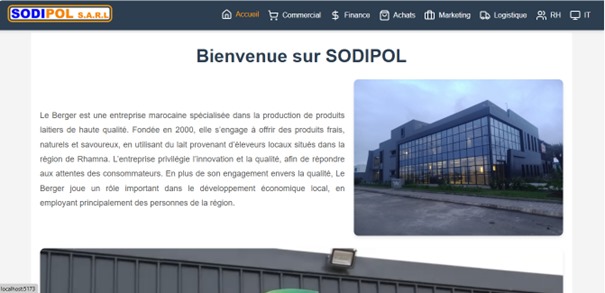 SODIPOL S.A.R.L
Accueil
Commercial
Finance
Achats
Marketing
Logistique
RH
IT
Bienvenue sur SODIPOL
Le Berger est une entreprise marocaine spécialisée dans la production de produits
laitiers de haute qualité. Fondée en 2000, elle s'engage à offrir des produits frais,
naturels et savoureux, en utilisant du lait provenant d'éleveurs locaux situés dans la
région de Rhamna. L'entreprise privilégie l'innovation et la qualité, afin de répondre
aux attentes des consommateurs. En plus de son engagement envers la qualité, Le
Berger joue un rôle important dans le développement économique local, en
employant principalement des personnes de la région.
localhost:5173